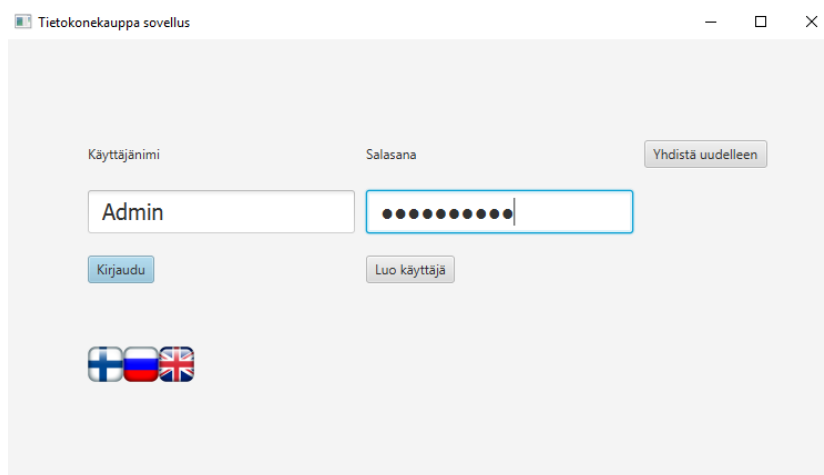 Tietokonekauppa sovellus
Käyttäjänimi
Salasana
Yhdistä uudelleen
Admin
●●●●●●●●●●
Kirjaudu
Luo käyttäjä